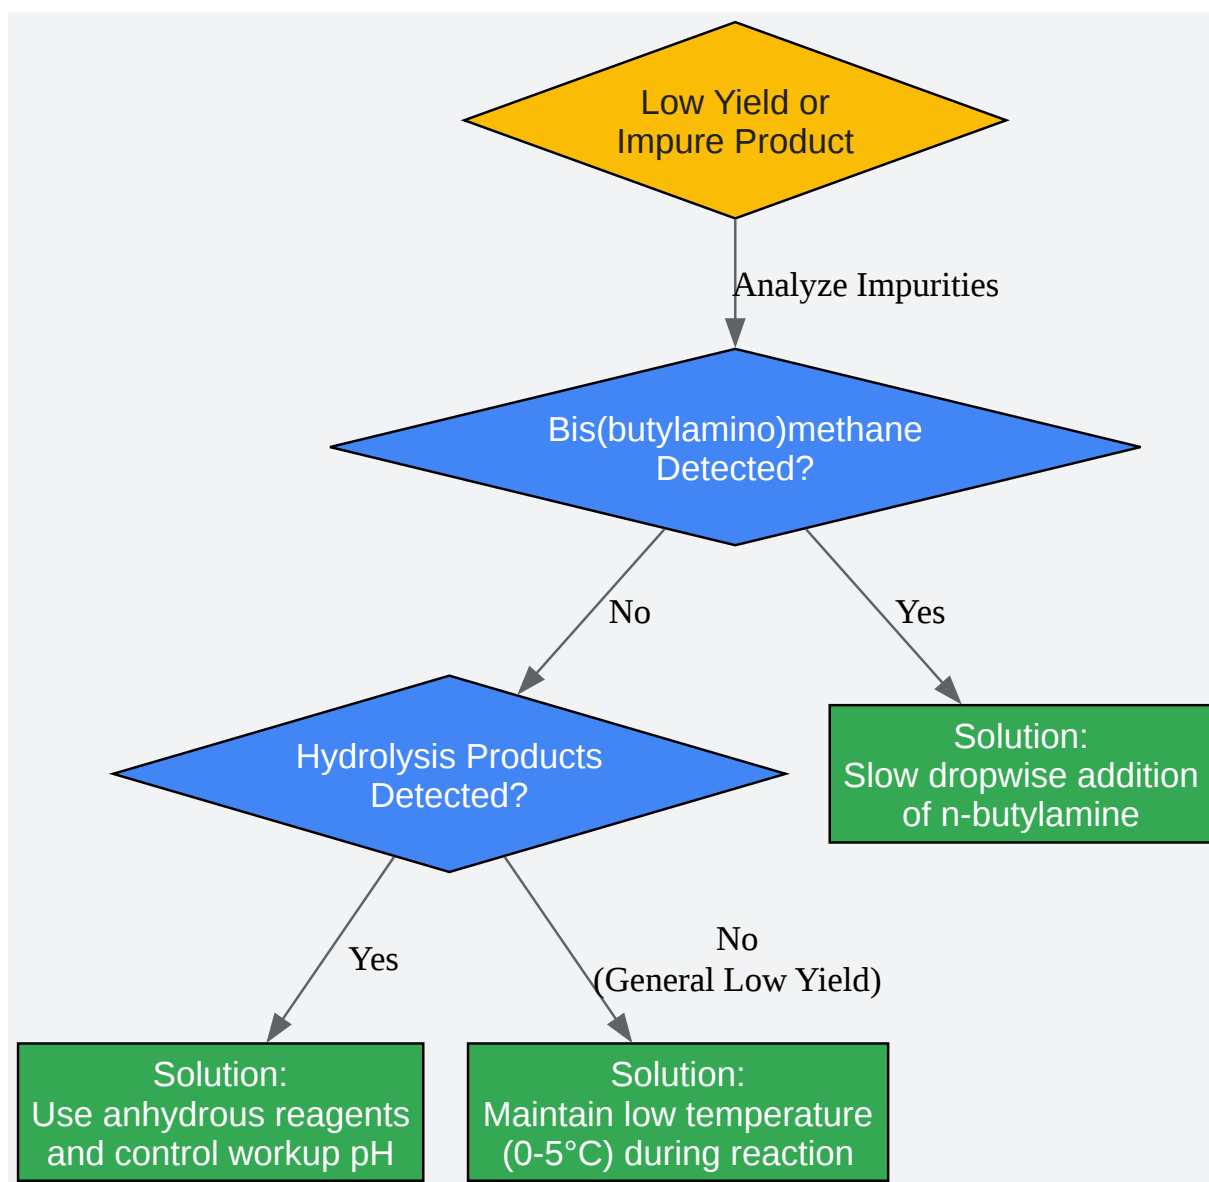 Low Yield or
Impure Product
Analyze Impurities
Bis(butylamino)methane
Detected?
No
Yes
Hydrolysis Products
Detected?
Solution:
Slow dropwise addition
of n-butylamine
Yes
No
(General Low Yield)
Solution:
Use anhydrous reagents
and control workup pH
Solution:
Maintain low temperature
(0-5°C) during reaction